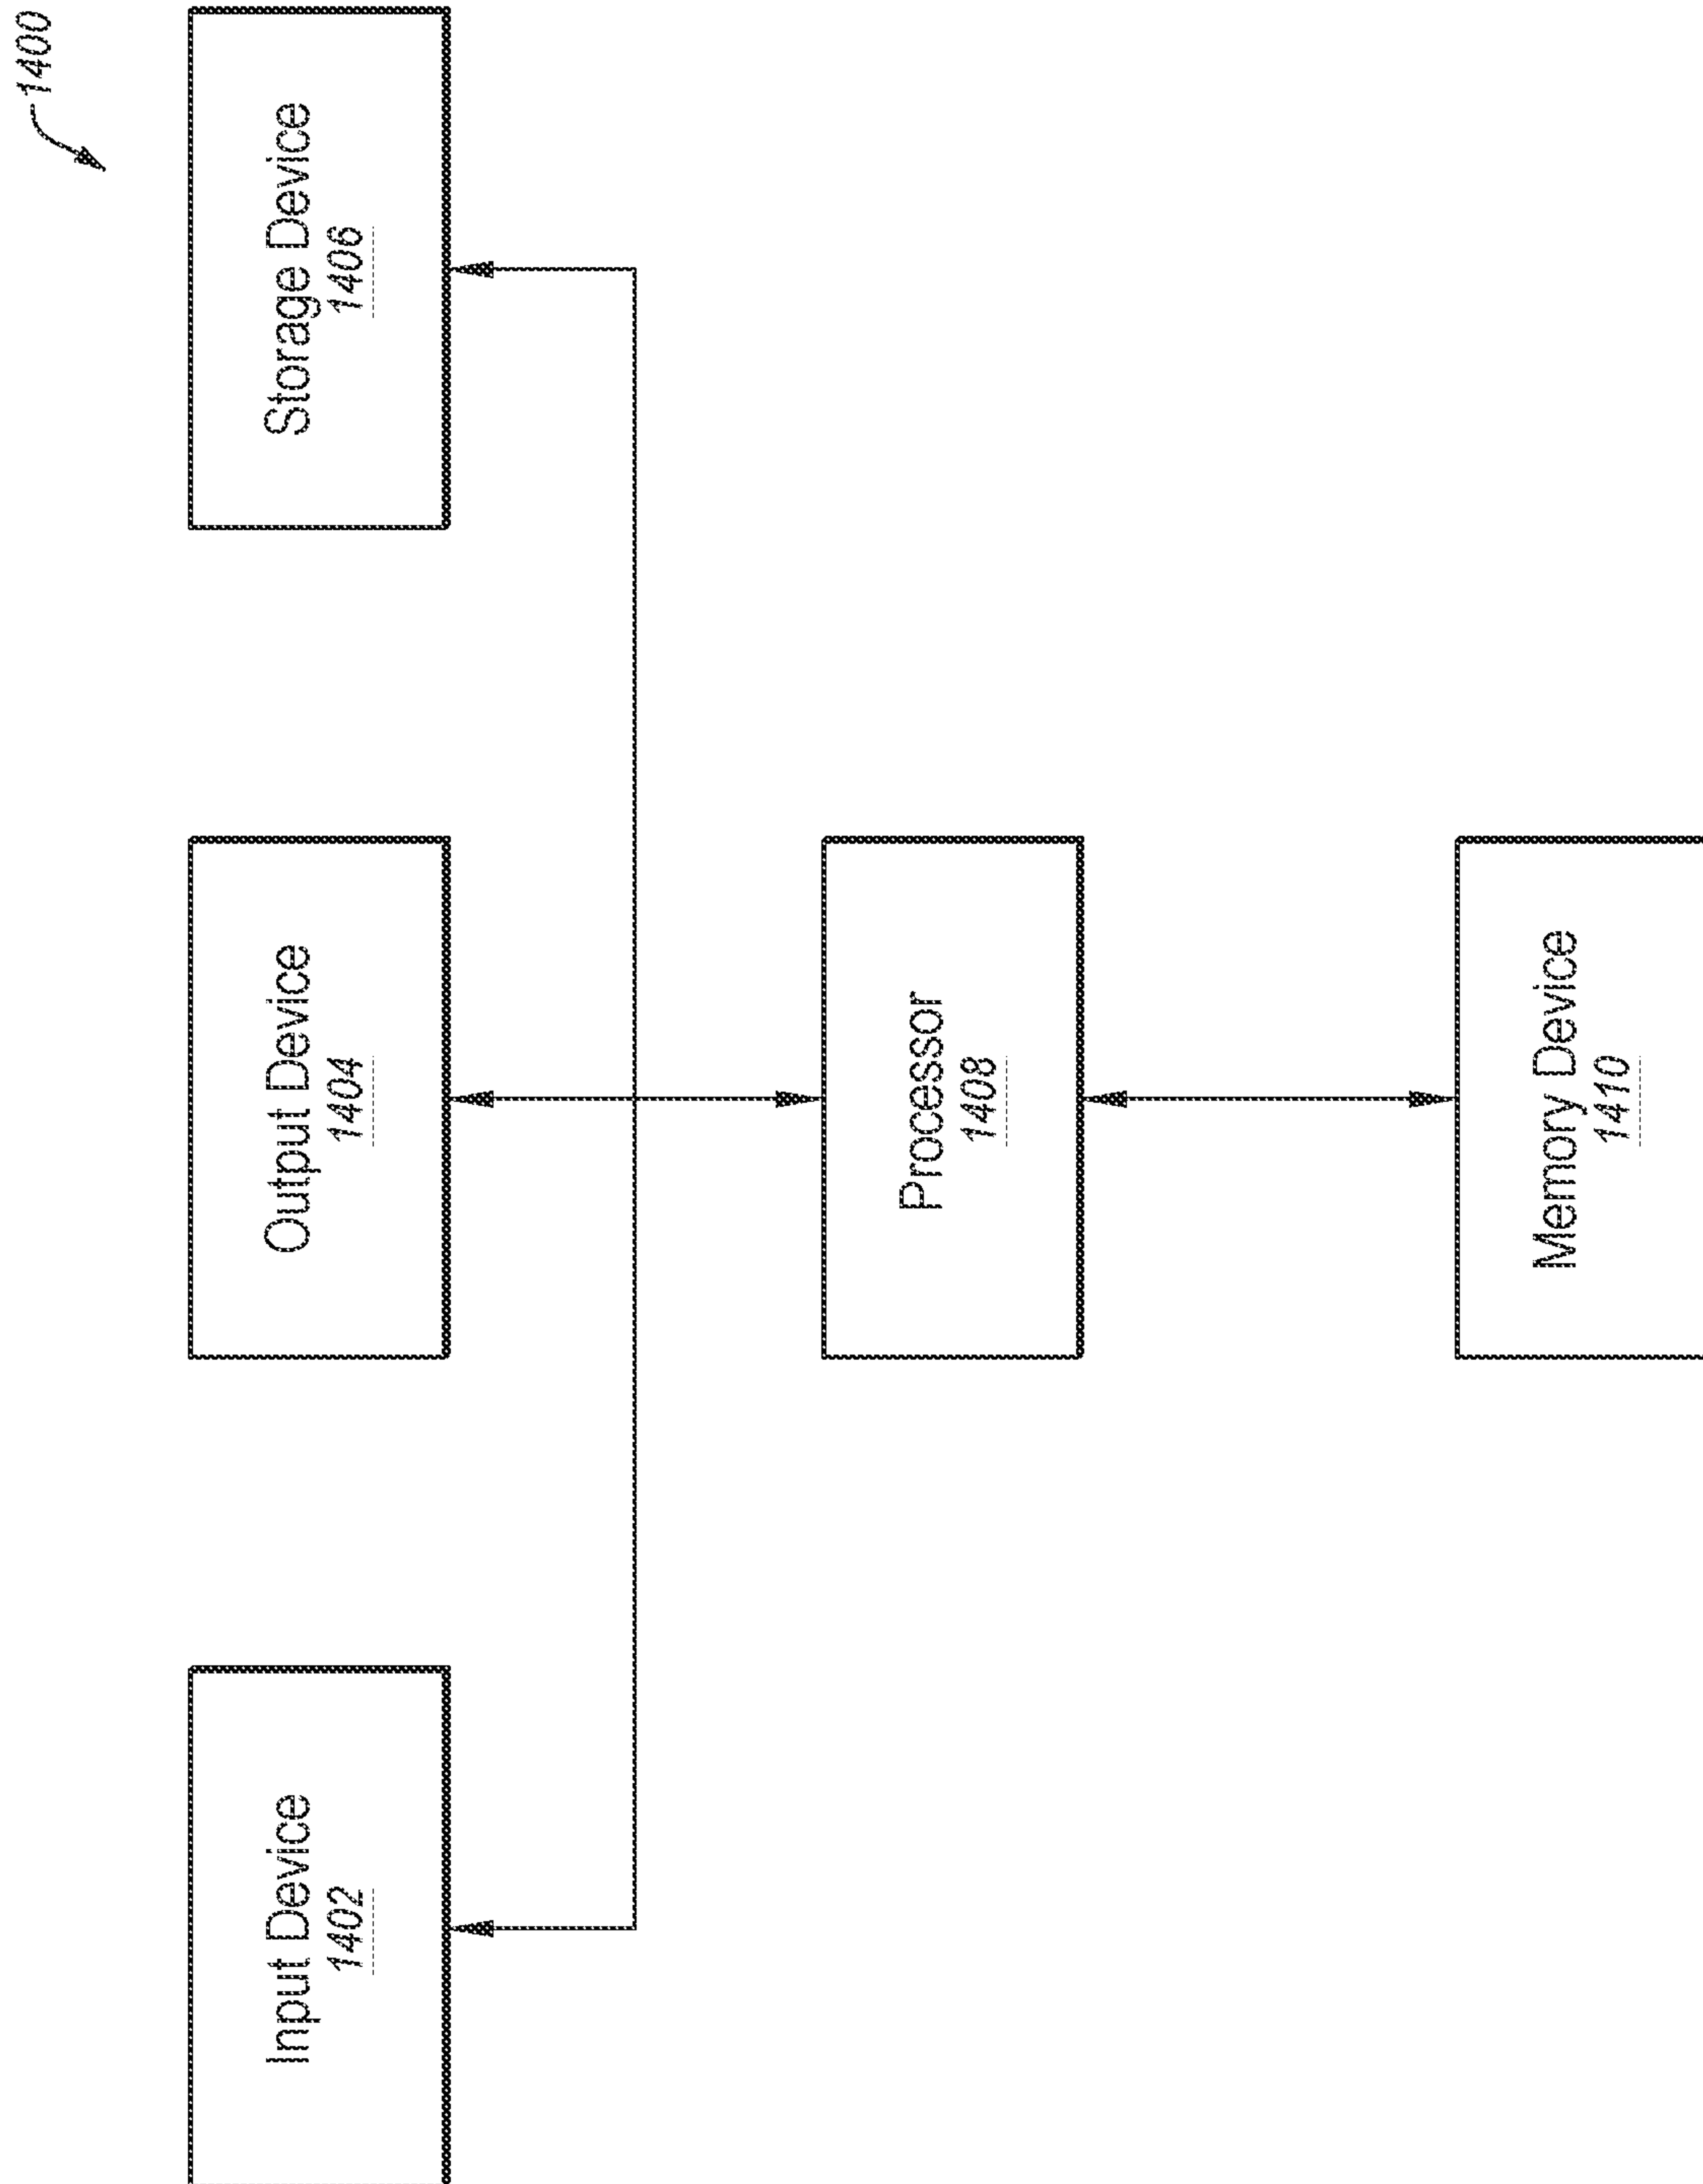 1400
Input Device
1402
Output Device
1404
Storage Device
1406
Processor
1408
Memory Device
1410